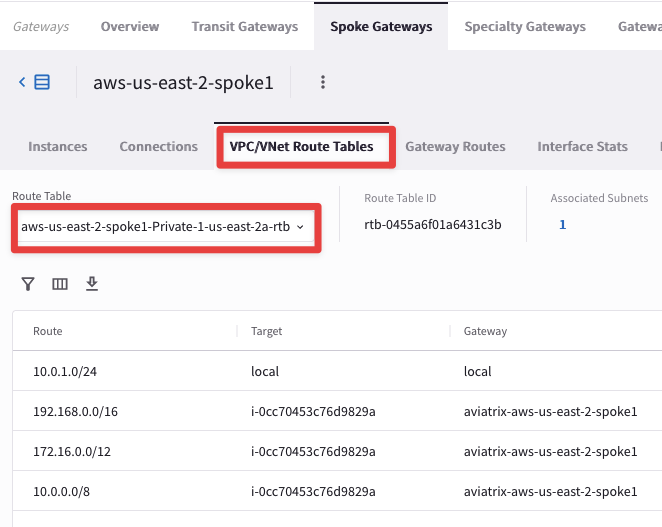 Gateways Overview Transit Gateways Spoke Gateways Specialty Gateways Gatewa
aws-us-east-2-spoke1
Instances Connections VPC/VNet Route Tables Gateway Routes Interface Stats
Route Table Route Table ID Associated Subnets
aws-us-east-2-spoke1-Private-1-us-east-2a-rtb rtb-0455a6f01a6431c3b 1
Route Target Gateway
10.0.1.0/24 local local
192.168.0.0/16 i-0cc70453c76d9829a aviatrix-aws-us-east-2-spoke1
172.16.0.0/12 i-0cc70453c76d9829a aviatrix-aws-us-east-2-spoke1
10.0.0.0/8 i-0cc70453c76d9829a aviatrix-aws-us-east-2-spoke1